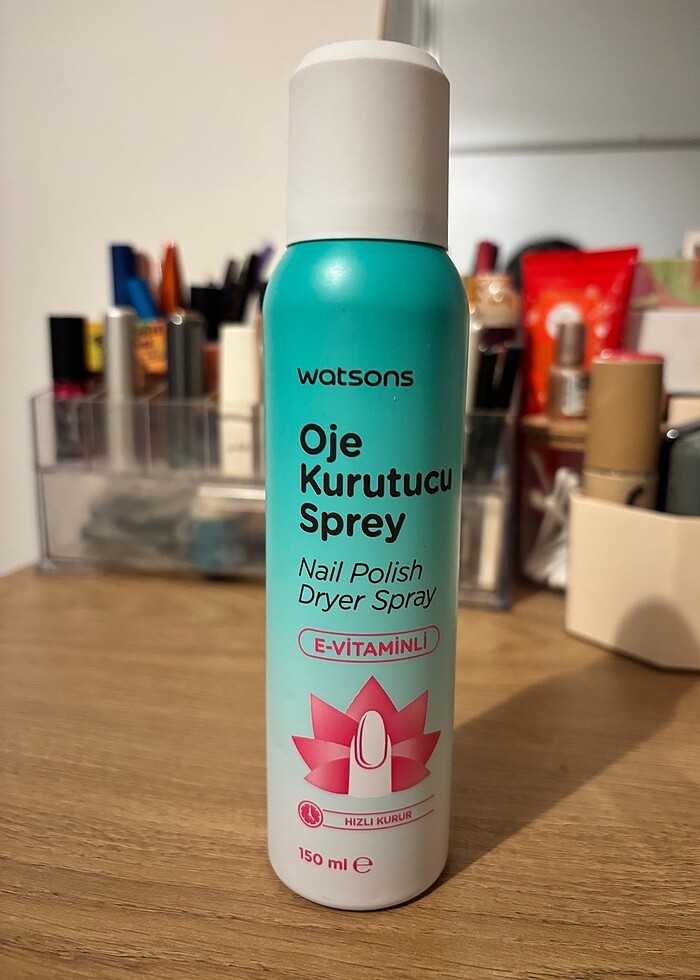 watsons
Oje
Kurutucu
Sprey
Nail Polish
Dryer Spray
E-VİTAMİNLİ
HIZLI KURUR
150 ml ℮